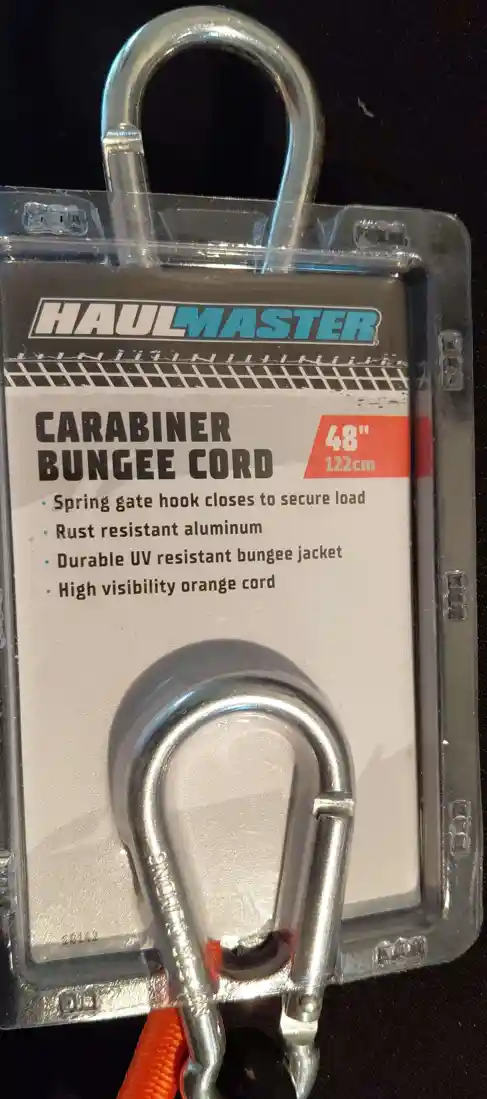 HAULMASTER
CARABINER
BUNGEE CORD
48"
122cm
· Spring gate hook closes to secure load
· Rust resistant aluminum
· Durable UV resistant bungee jacket
· High visibility orange cord